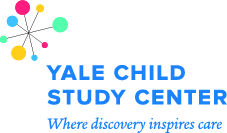 YALE CHILD
STUDY CENTER
Where discovery inspires care